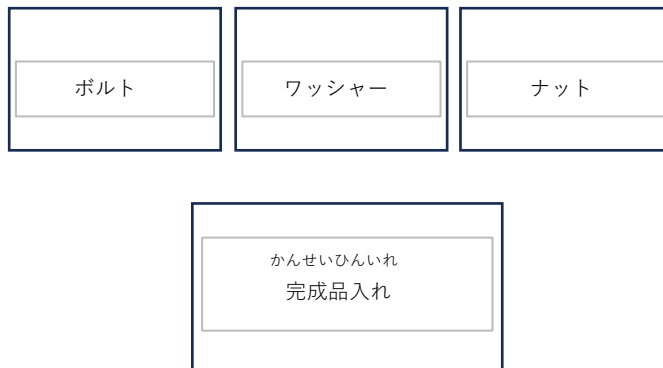 ボルト
ワッシャー
ナット
かんせいひんいれ
完成品入れ